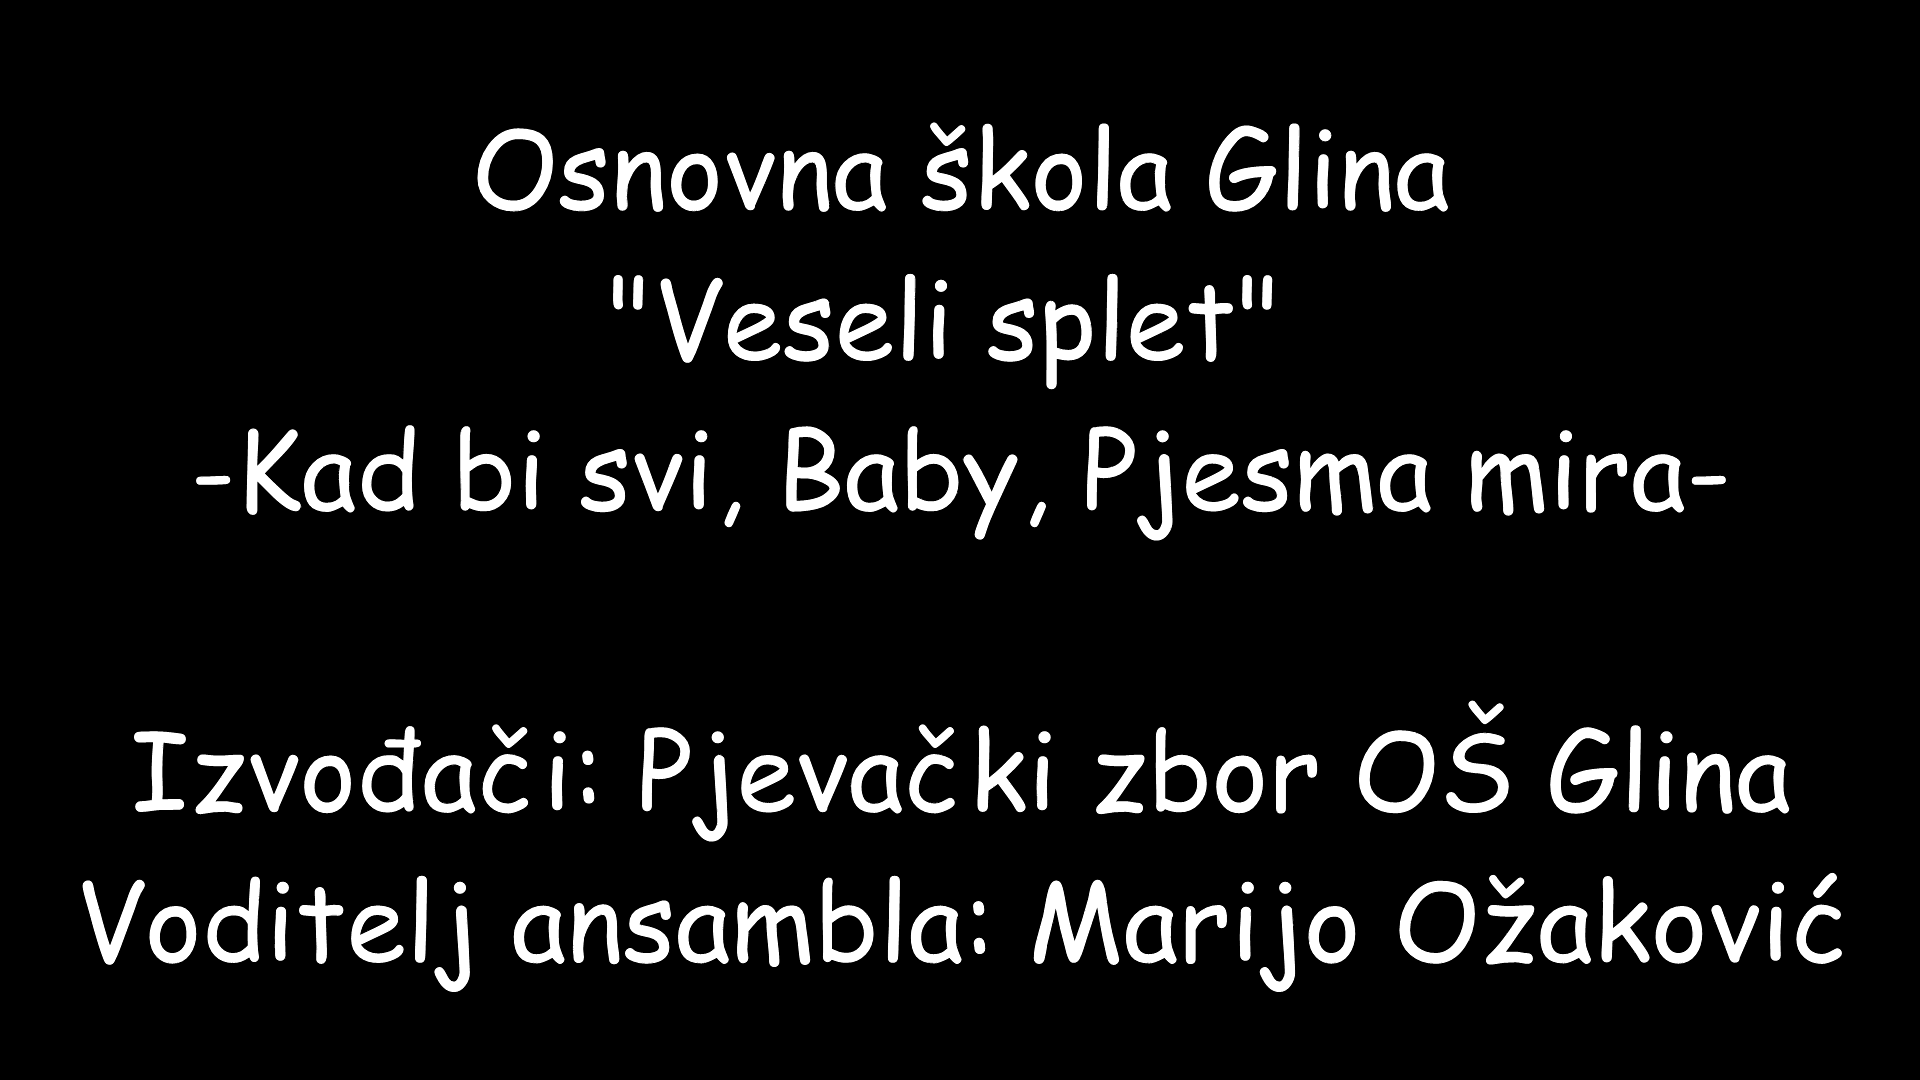 Osnovna škola Glina
"Veseli splet"
-Kad bi svi, Baby, Pjesma mira-
Izvođači: Pjevački zbor OŠ Glina
Voditelj ansambla: Marijo Ožaković